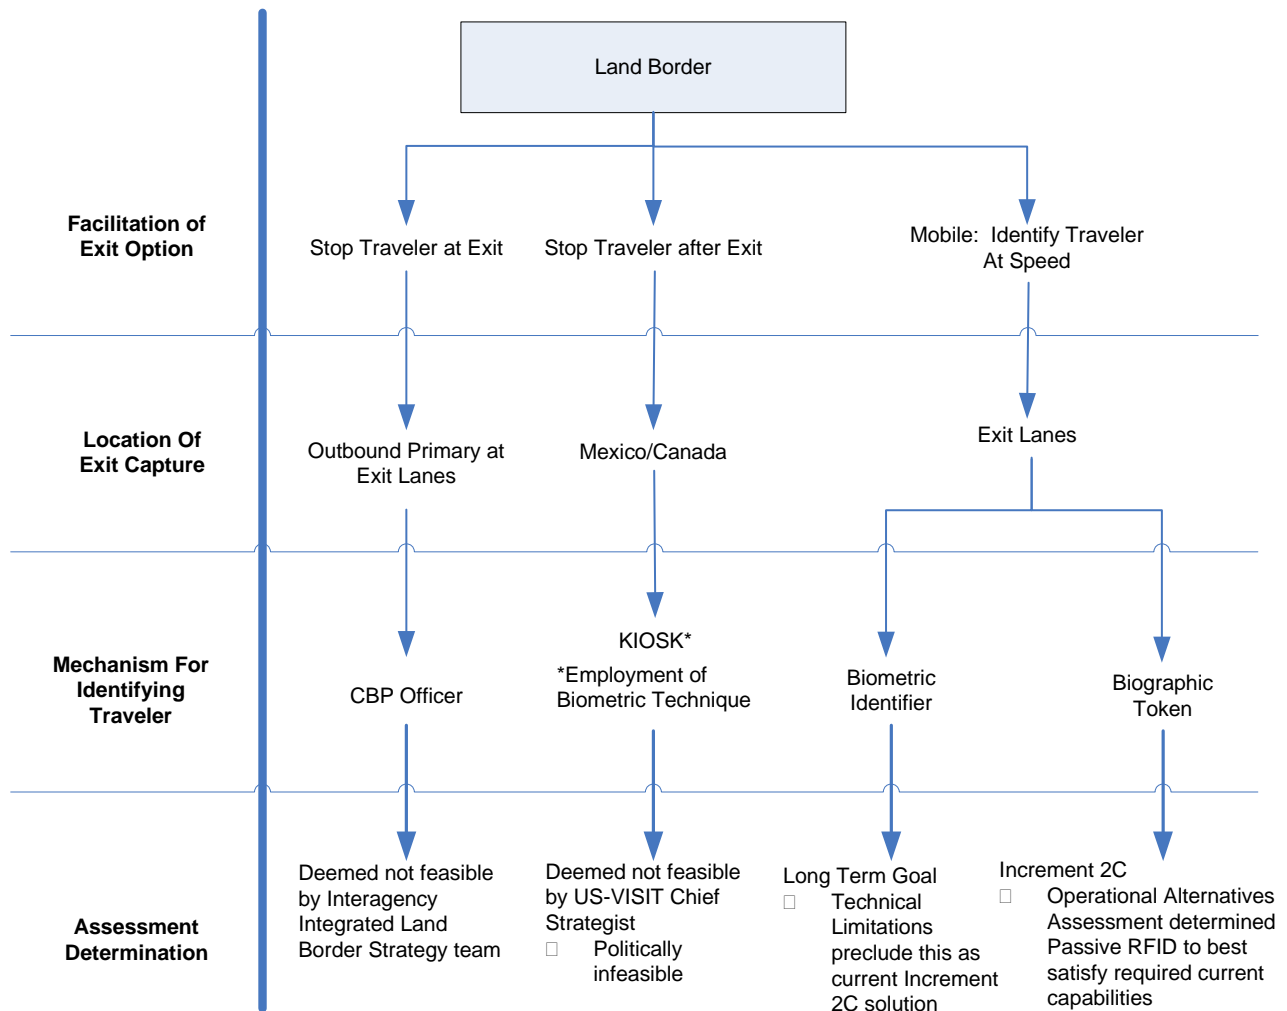 Land Border
Facilitation of
Exit Option
Stop Traveler at Exit
Stop Traveler after Exit
Mobile:  Identify Traveler
At Speed
Location Of
Exit Capture
Outbound Primary at
Exit Lanes
Mexico/Canada
Exit Lanes
Mechanism For
Identifying
Traveler
CBP Officer
KIOSK*
*Employment of
Biometric Technique
Biometric
Identifier
Biographic
Token
Assessment
Determination
Deemed not feasible
by Interagency
Integrated Land
Border Strategy team
Deemed not feasible
by US-VISIT Chief
Strategist
Politically
infeasible
Long Term Goal
Technical
Limitations
preclude this as
current Increment
2C solution
Increment 2C
Operational Alternatives
Assessment determined
Passive RFID to best
satisfy required current
capabilities